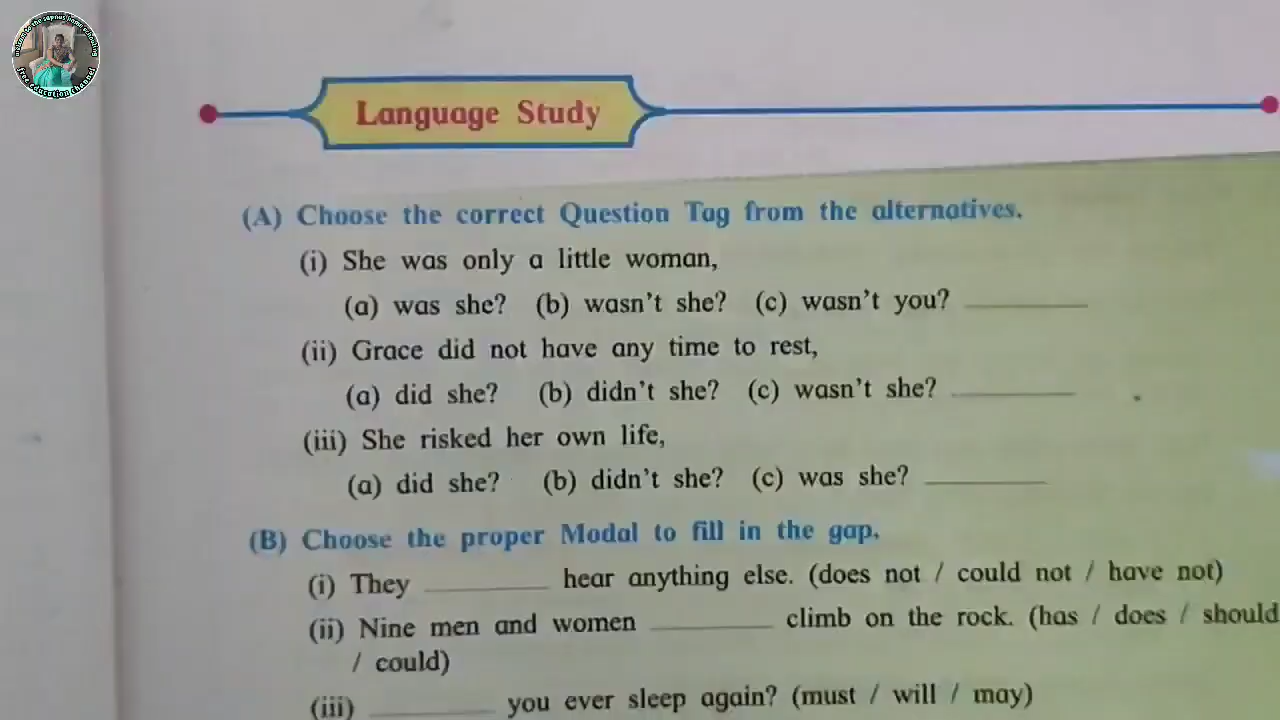 Language Study
(A) Choose the correct Question Tag from the alternatives.
(i) She was only a little woman,
(a) was she? (b) wasn't she? (c) wasn't you? ________
(ii) Grace did not have any time to rest,
(a) did she? (b) didn't she? (c) wasn't she? ________
(iii) She risked her own life,
(a) did she? (b) didn't she? (c) was she? ________
(B) Choose the proper Modal to fill in the gap.
(i) They ________ hear anything else. (does not / could not / have not)
(ii) Nine men and women ________ climb on the rock. (has / does / should
/ could)
(iii) ________ you ever sleep again? (must / will / may)
free education channel